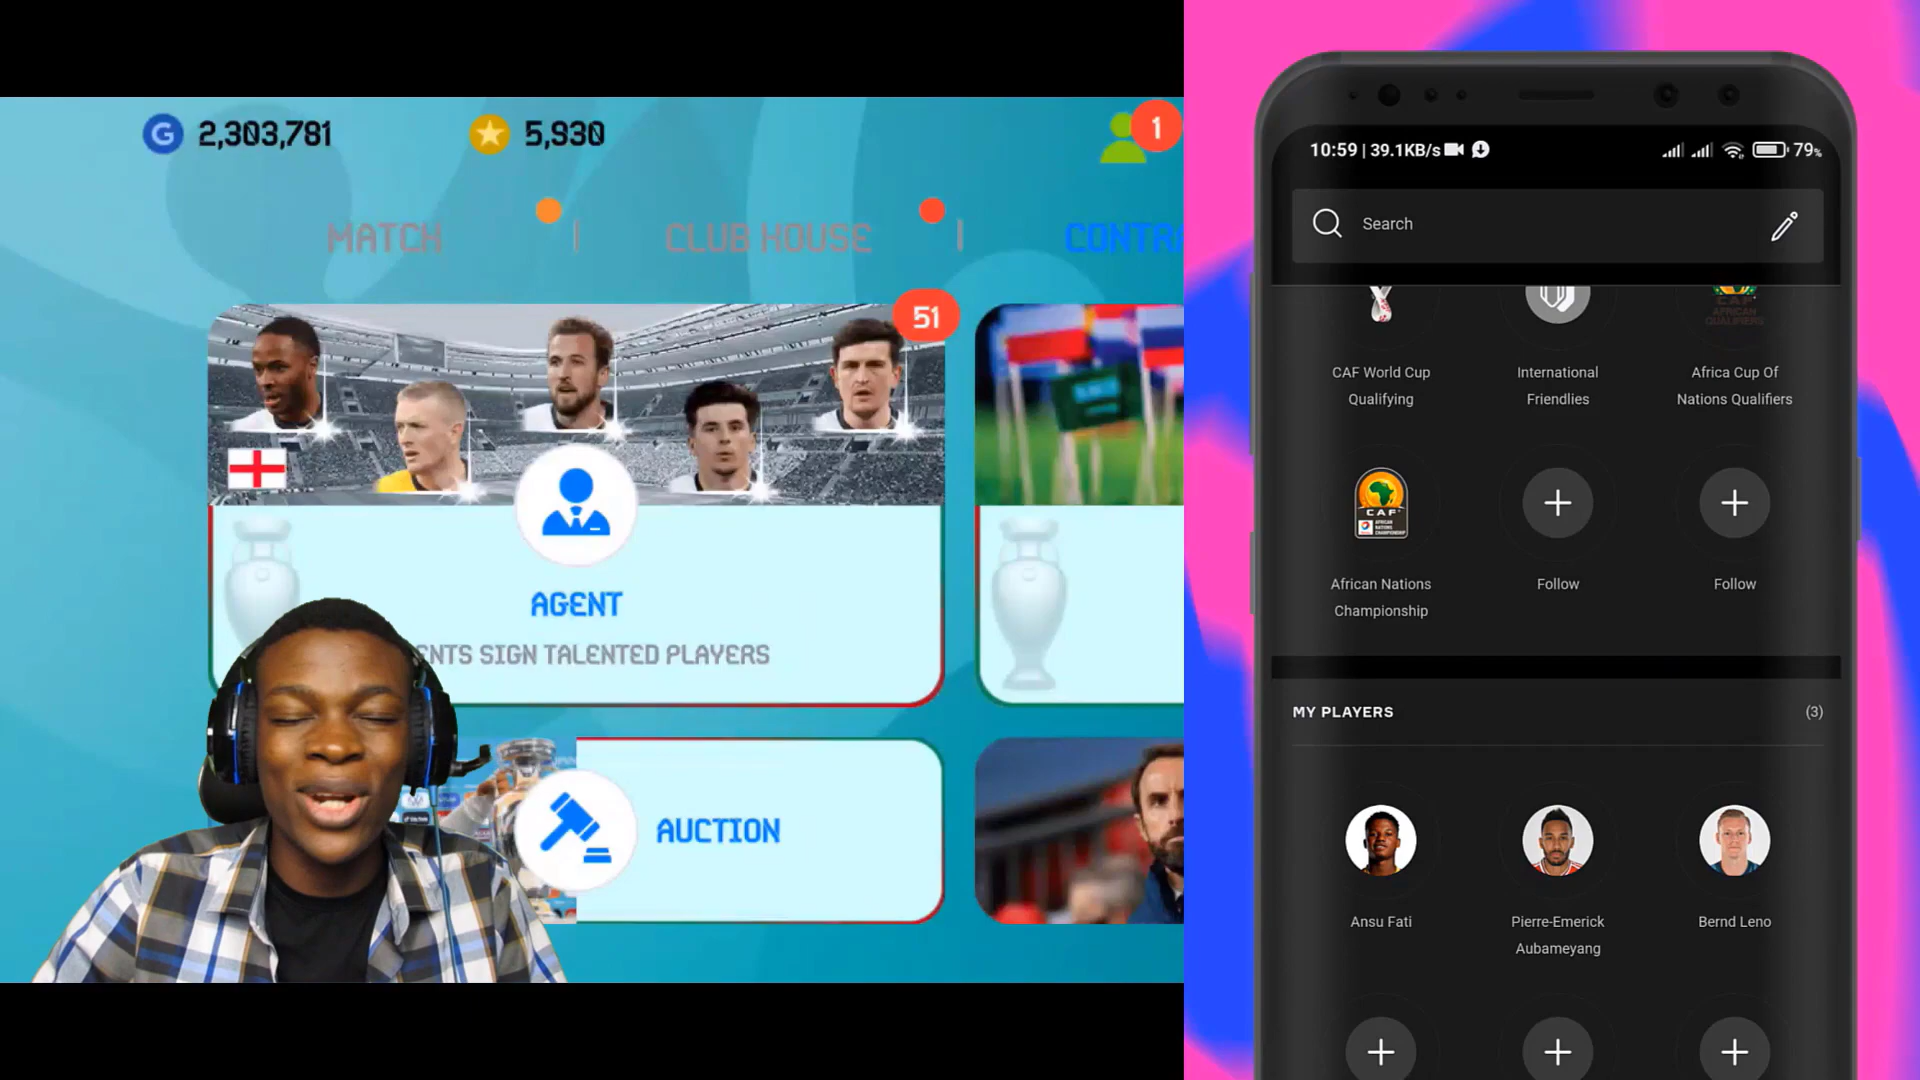 2,303,781
5,930
1
MATCH
CLUB HOUSE
51
AGENT
SIGN TALENTED PLAYERS
AUCTION
10:59 | 39.1KB/s
79%
Search
CAF World Cup
Qualifying
International
Friendlies
Africa Cup Of
Nations Qualifiers
CAF
African Nations
Championship
Follow
Follow
MY PLAYERS
(3)
Ansu Fati
Pierre-Emerick
Aubameyang
Bernd Leno